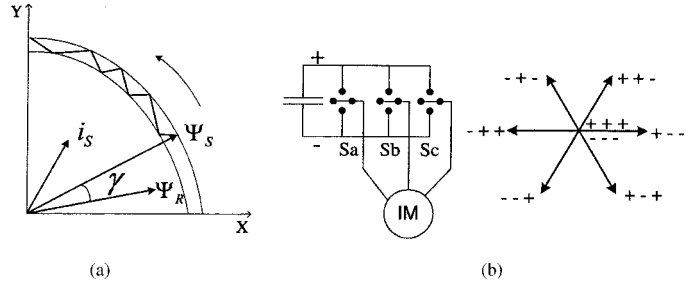 Y
i_S
Ψ_S
γ
Ψ_R
X
(a)
+
-
Sa Sb Sc
IM
- + -
+ + -
- + +
+ + +
- - -
+ - -
- - +
+ - +
(b)